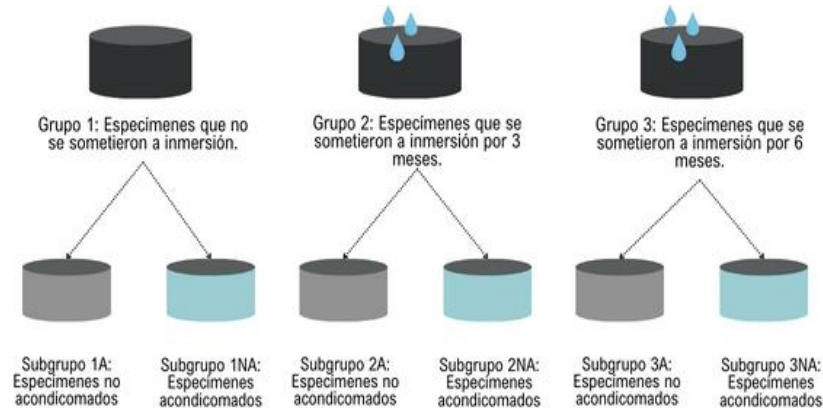 Grupo 1: Especímenes que no
se sometieron a inmersión.
Grupo 2: Especímenes que se
sometieron a inmersión por 3
meses.
Grupo 3: Especímenes que se
sometieron a inmersión por 6
meses.
Subgrupo 1A:
Especímenes no
acondicomados
Subgrupo 1NA:
Especímenes
acondicomados
Subgrupo 2A:
Especímenes no
acondicomados
Subgrupo 2NA:
Especímenes
acondicomados
Subgrupo 3A:
Especímenes no
acondicomados
Subgrupo 3NA:
Especímenes
acondicomados